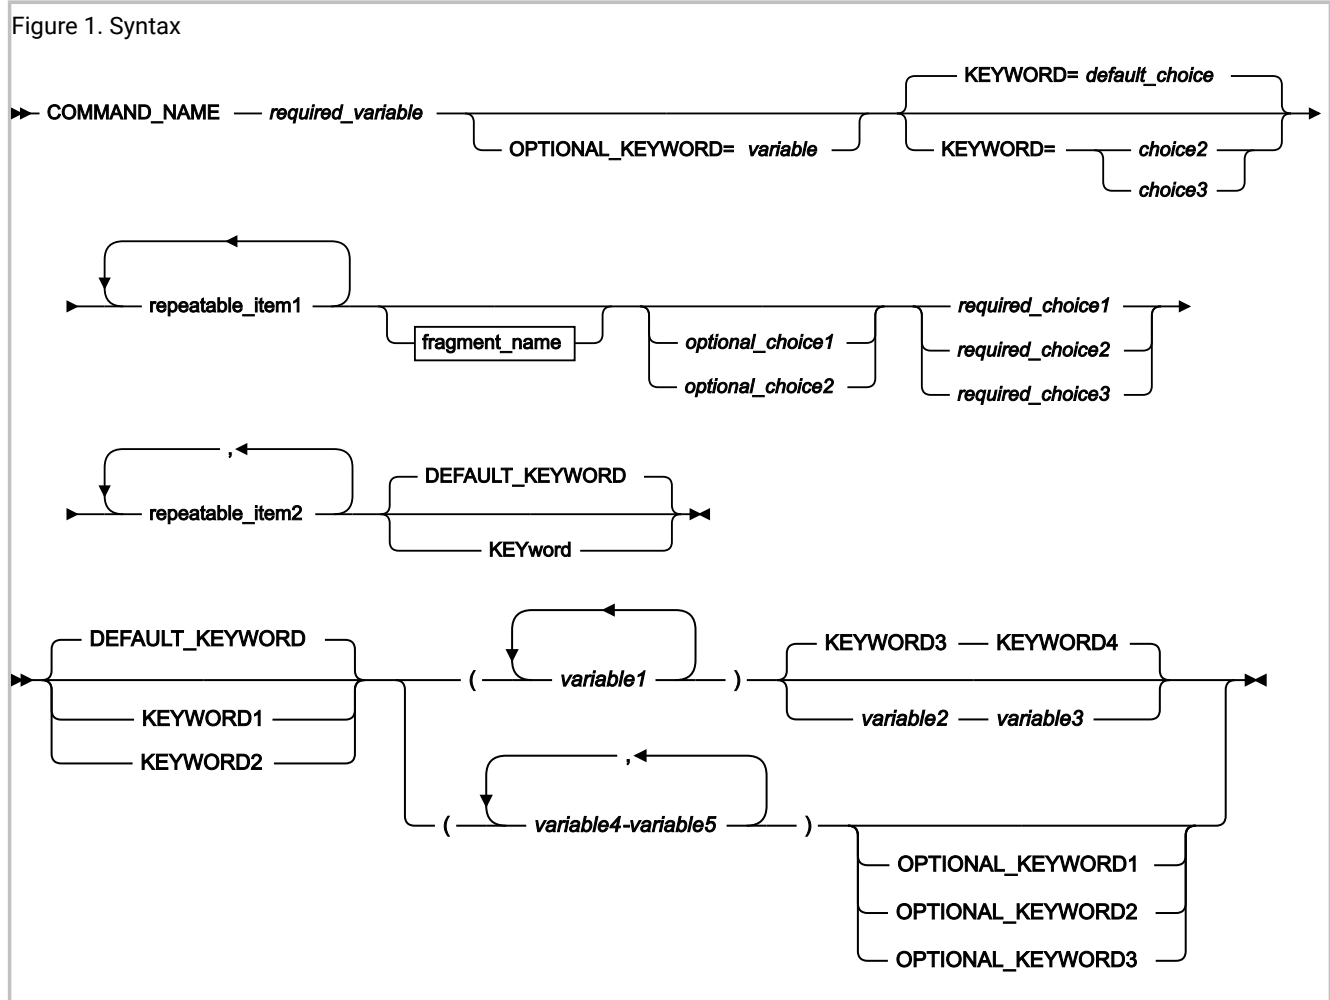 Figure 1. Syntax
KEYWORD= default_choice
COMMAND_NAME required_variable
OPTIONAL_KEYWORD= variable KEYWORD= choice2
choice3
repeatable_item1 required_choice1
fragment_name optional_choice1 required_choice2
optional_choice2 required_choice3
,
DEFAULT_KEYWORD
repeatable_item2
KEYword
DEFAULT_KEYWORD KEYWORD3 KEYWORD4
( variable1 )
KEYWORD1 variable2 variable3
KEYWORD2
,
( variable4-variable5 )
OPTIONAL_KEYWORD1
OPTIONAL_KEYWORD2
OPTIONAL_KEYWORD3